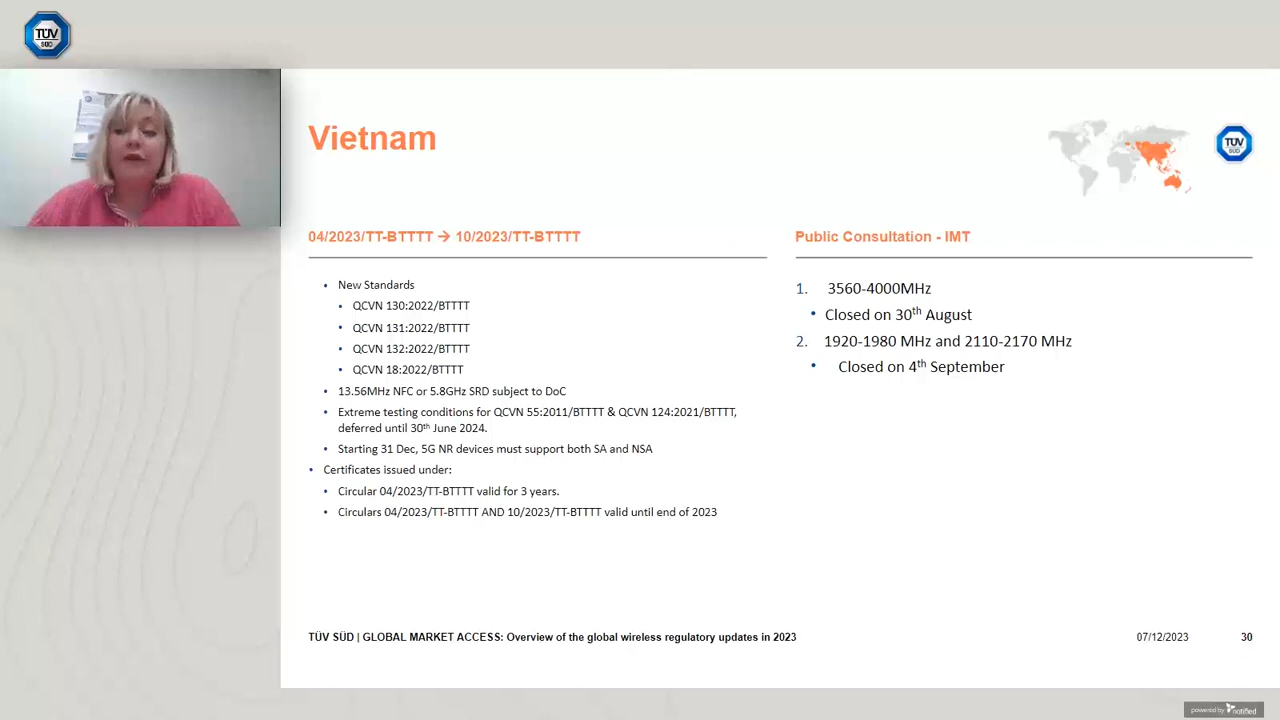 TÜV
SÜD
Vietnam
TÜV
SÜD
04/2023/TT-BTTTT → 10/2023/TT-BTTTT
• New Standards
• QCVN 130:2022/BTTTT
• QCVN 131:2022/BTTTT
• QCVN 132:2022/BTTTT
• QCVN 18:2022/BTTTT
• 13.56MHz NFC or 5.8GHz SRD subject to DoC
• Extreme testing conditions for QCVN 55:2011/BTTTT & QCVN 124:2021/BTTTT,
deferred until 30th June 2024.
• Starting 31 Dec, 5G NR devices must support both SA and NSA
• Certificates issued under:
• Circular 04/2023/TT-BTTTT valid for 3 years.
• Circulars 04/2023/TT-BTTTT AND 10/2023/TT-BTTTT valid until end of 2023
Public Consultation - IMT
1. 3560-4000MHz
• Closed on 30th August
2. 1920-1980 MHz and 2110-2170 MHz
• Closed on 4th September
TÜV SÜD | GLOBAL MARKET ACCESS: Overview of the global wireless regulatory updates in 2023
07/12/2023
30
powered by notified